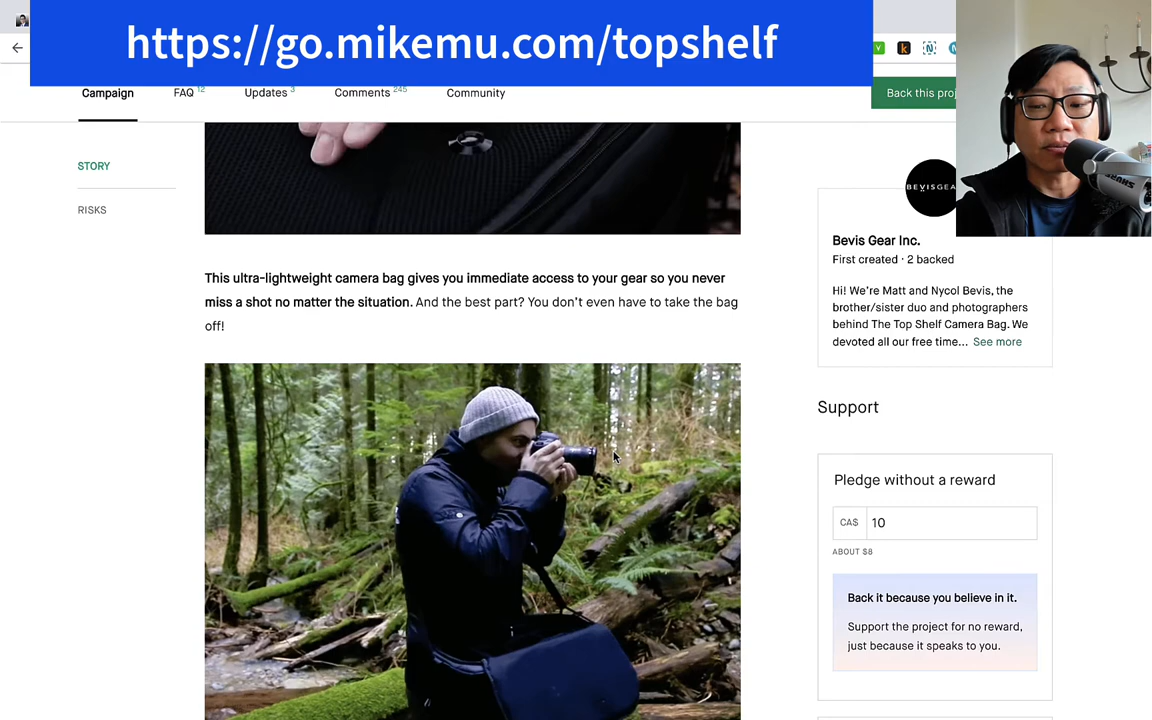 https://go.mikemu.com/topshelf
Campaign
FAQ 12
Updates 3
Comments 245
Community
Back this proj
STORY
RISKS
BEVISGEA
Bevis Gear Inc.
First created · 2 backed
Hi! We're Matt and Nycol Bevis, the
brother/sister duo and photographers
behind The Top Shelf Camera Bag. We
devoted all our free time... See more
This ultra-lightweight camera bag gives you immediate access to your gear so you never
miss a shot no matter the situation. And the best part? You don't even have to take the bag
off!
Support
Pledge without a reward
CA$ 10
ABOUT $8
Back it because you believe in it.
Support the project for no reward,
just because it speaks to you.
SHURE